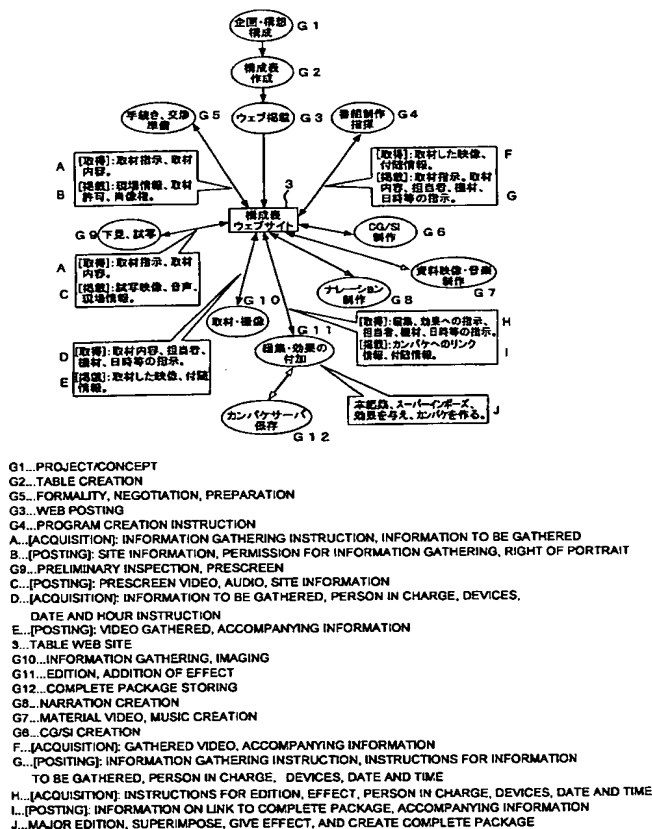 企画・構想
構成
G 1
構成表
作成
G 2
手続き、交渉
準備
G 5
ウェブ掲載
G 3
番組制作
指揮
G 4
A
[取得]:取材指示、取材
内容。
B
[掲載]:現場情報、取材
許可、肖像権。
[取得]:取材した映像、
付随情報。
F
[掲載]:取材指示、取材
内容、担当者、機材、
日時等の指示。
G
3
構成表
ウェブサイト
G 9
下見、試写
CG/SI
制作
G 6
A
[取得]:取材指示、取材
内容。
C
[掲載]:試写映像、音声、
現場情報。
資料映像・音楽
制作
G 7
ナレーション
制作
G 8
G 1 0
取材・撮像
G 1 1
編集・効果の
付加
[取得]:編集、効果への指示、
担当者、機材、日時等の指示。
H
[掲載]:カンパケへのリンク
情報、付随情報。
I
D
[取得]:取材内容、担当者、
機材、日時等の指示。
E
[掲載]:取材した映像、付随
情報。
カンパケサーバ
保存
G 1 2
本編集、スーパーインポーズ、
効果を与え、カンパケを作る。
J
G1...PROJECT/CONCEPT
G2...TABLE CREATION
G5...FORMALITY, NEGOTIATION, PREPARATION
G3...WEB POSTING
G4...PROGRAM CREATION INSTRUCTION
A...[ACQUISITION]: INFORMATION GATHERING INSTRUCTION, INFORMATION TO BE GATHERED
B...[POSTING]: SITE INFORMATION, PERMISSION FOR INFORMATION GATHERING, RIGHT OF PORTRAIT
G9...PRELIMINARY INSPECTION, PRESCREEN
C...[POSTING]: PRESCREEN VIDEO, AUDIO, SITE INFORMATION
D...[ACQUISITION]: INFORMATION TO BE GATHERED, PERSON IN CHARGE, DEVICES,
DATE AND HOUR INSTRUCTION
E...[POSTING]: VIDEO GATHERED, ACCOMPANYING INFORMATION
3...TABLE WEB SITE
G10...INFORMATION GATHERING, IMAGING
G11...EDITION, ADDITION OF EFFECT
G12...COMPLETE PACKAGE STORING
G8...NARRATION CREATION
G7...MATERIAL VIDEO, MUSIC CREATION
G6...CG/SI CREATION
F...[ACQUISITION]: GATHERED VIDEO, ACCOMPANYING INFORMATION
G...[POSITING]: INFORMATION GATHERING INSTRUCTION, INSTRUCTIONS FOR INFORMATION
TO BE GATHERED, PERSON IN CHARGE, DEVICES, DATE AND TIME
H...[ACQUISITION]: INSTRUCTIONS FOR EDITION, EFFECT, PERSON IN CHARGE, DEVICES, DATE AND TIME
I...[POSTING]: INFORMATION ON LINK TO COMPLETE PACKAGE, ACCOMPANYING INFORMATION
J...MAJOR EDITION, SUPERIMPOSE, GIVE EFFECT, AND CREATE COMPLETE PACKAGE